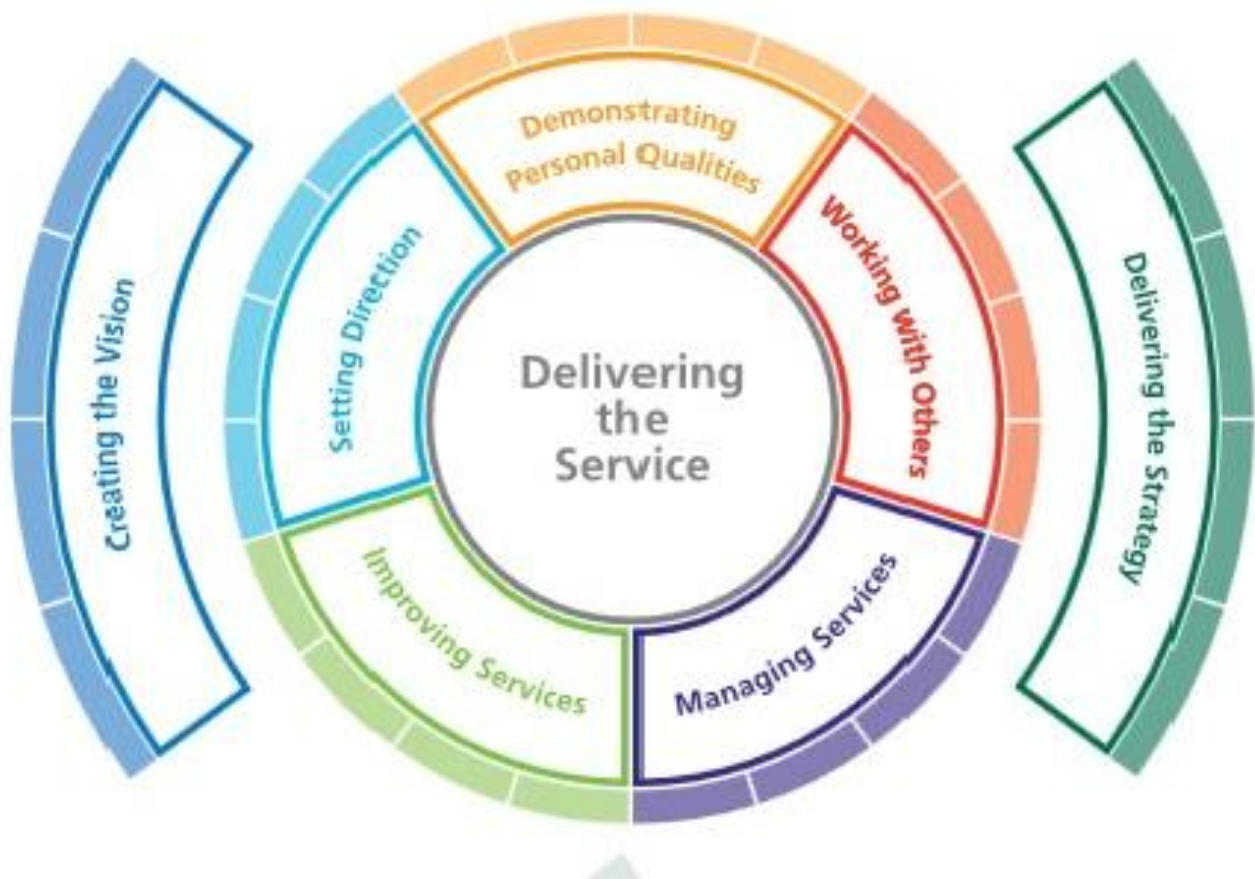 Demonstrating
Personal Qualities
Working with Others
Managing Services
Improving Services
Setting Direction
Delivering
the
Service
Creating the Vision
Delivering the Strategy